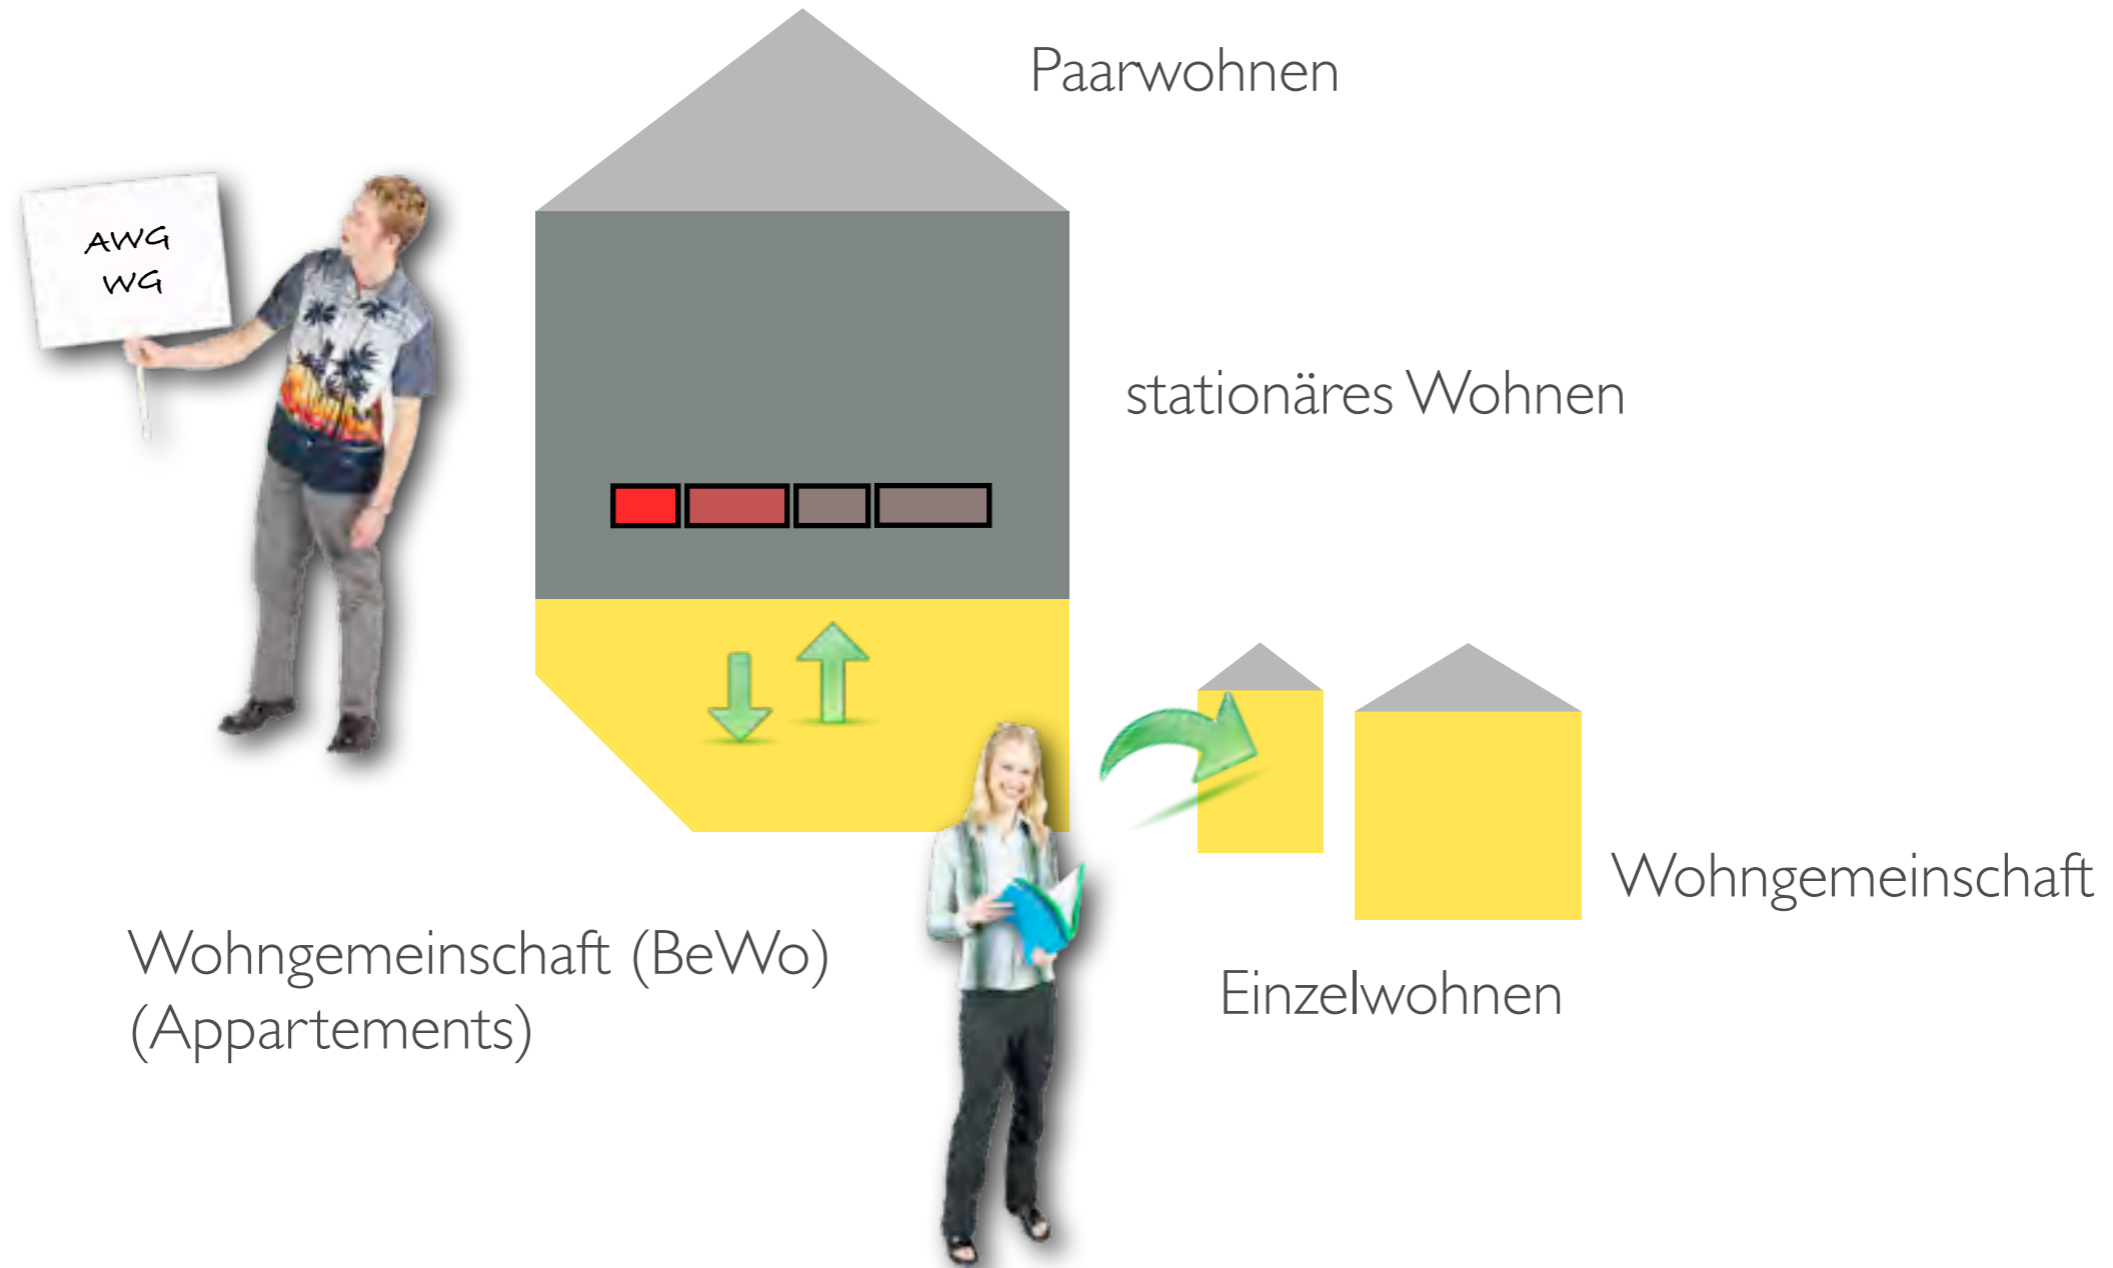 Paarwohnen
AWG
WG
stationäres Wohnen
Wohngemeinschaft
Wohngemeinschaft (BeWo)
(Appartements)
Einzelwohnen